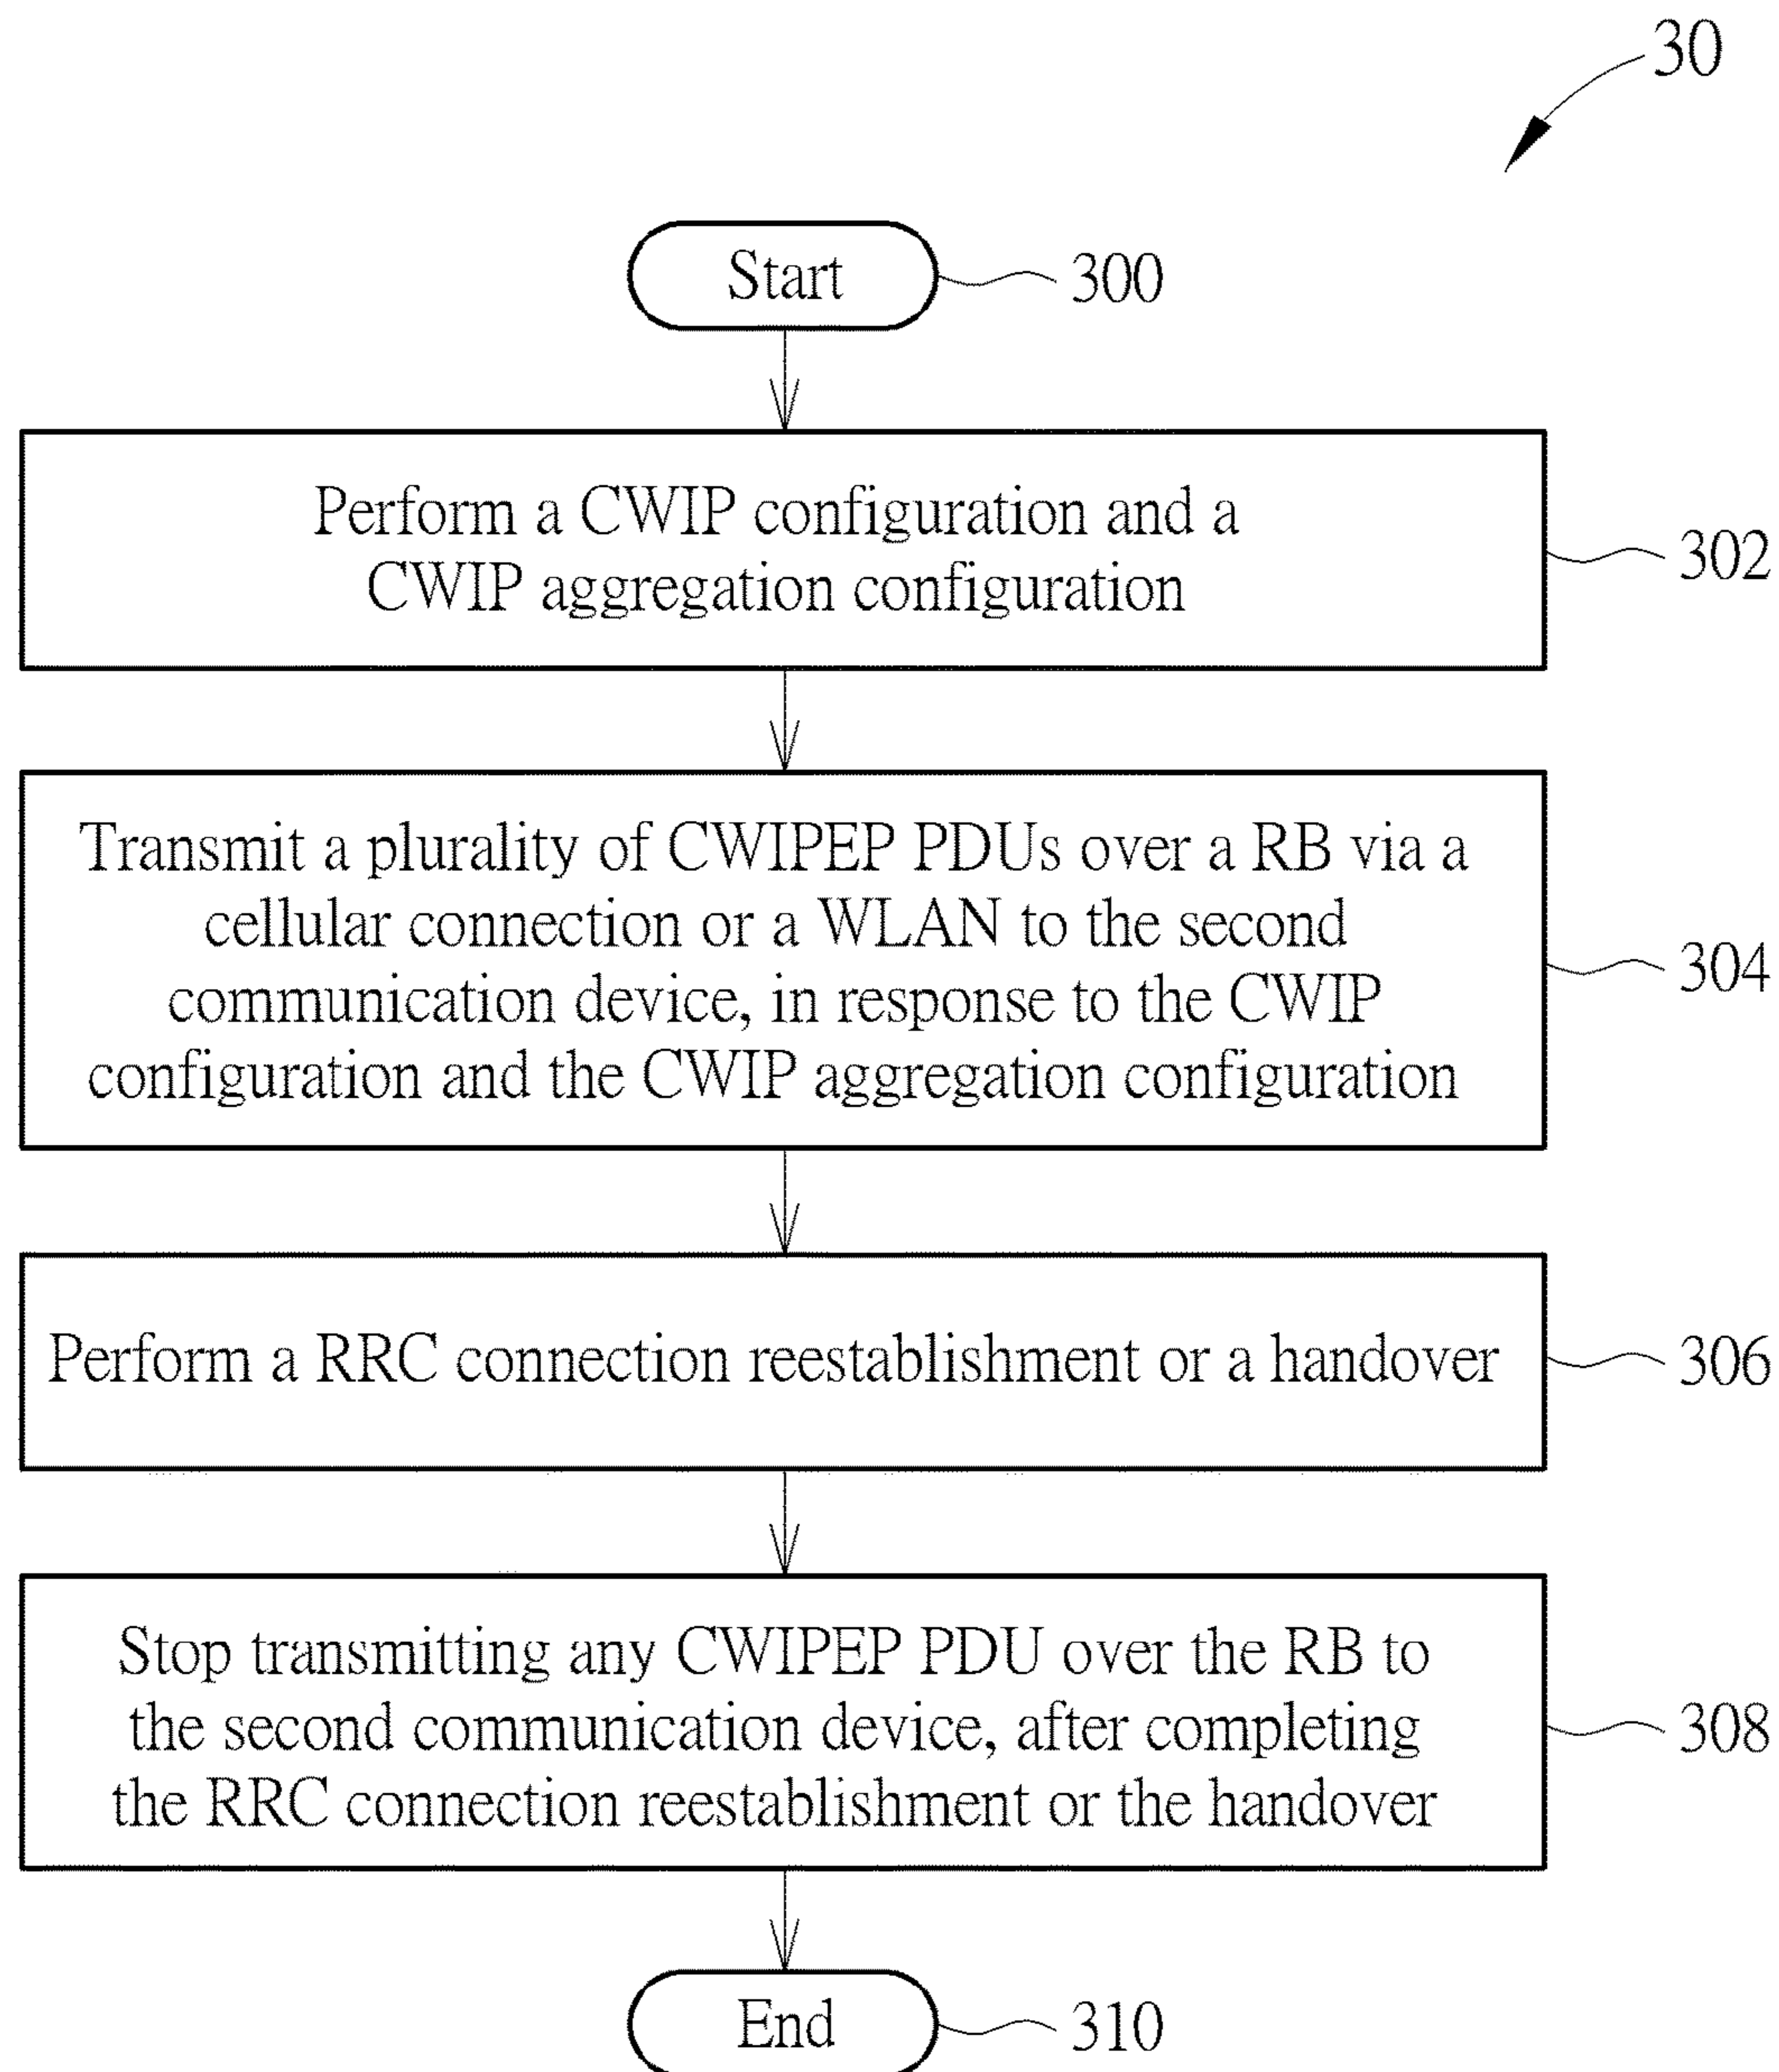 30
Start
300
Perform a CWIP configuration and a
CWIP aggregation configuration
302
Transmit a plurality of CWIPEP PDUs over a RB via a
cellular connection or a WLAN to the second
communication device, in response to the CWIP
configuration and the CWIP aggregation configuration
304
Perform a RRC connection reestablishment or a handover
306
Stop transmitting any CWIPEP PDU over the RB to
the second communication device, after completing
the RRC connection reestablishment or the handover
308
End
310